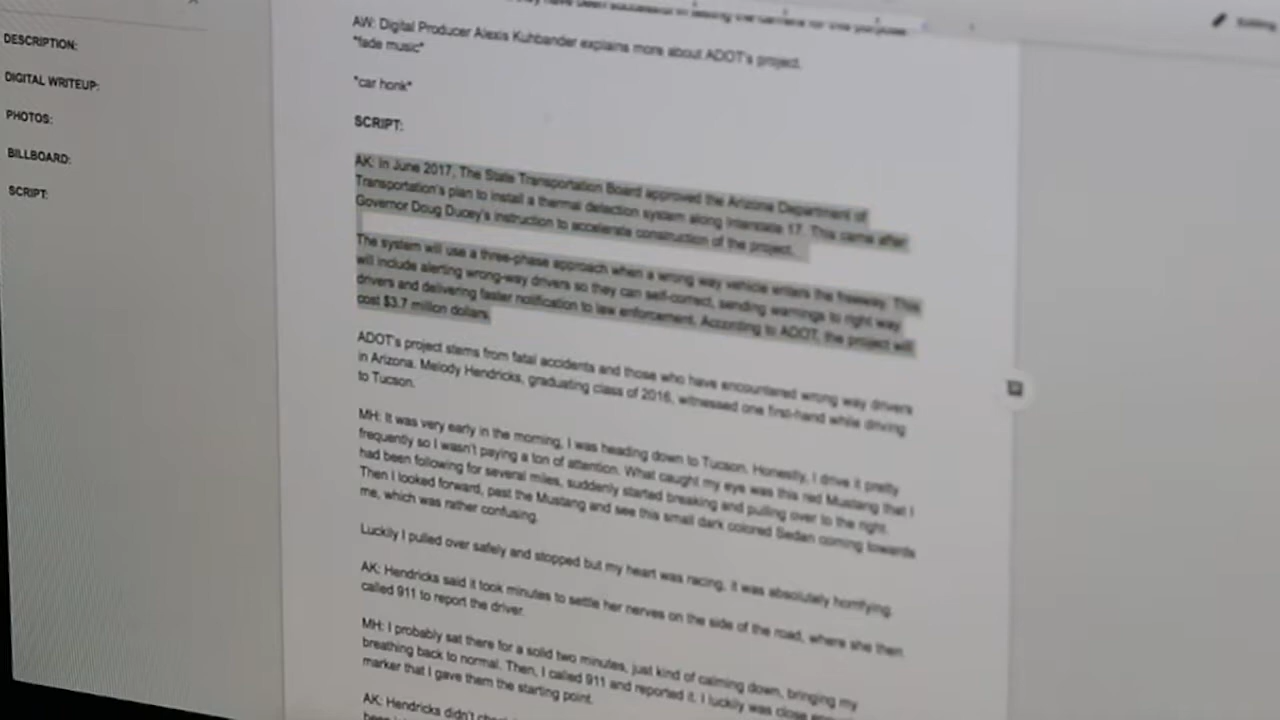 Editing
DESCRIPTION:
DIGITAL WRITEUP:
PHOTOS:
BILLBOARD:
SCRIPT:
AW: Digital Producer Alexis Kuhbander explains more about ADOT's project.
*fade music*
*car honk*
SCRIPT:
AK: In June 2017, The State Transportation Board approved the Arizona Department of
Transportation's plan to install a thermal detection system along Interstate 17. This came after
Governor Doug Ducey's instruction to accelerate construction of the project.
The system will use a three-phase approach when a wrong way vehicle enters the freeway. This
will include alerting wrong-way drivers so they can self-correct, sending warnings to right way
drivers and delivering faster notification to law enforcement. According to ADOT, the project will
cost $3.7 million dollars.
ADOT's project stems from fatal accidents and those who have encountered wrong way drivers
in Arizona. Melody Hendricks, graduating class of 2016, witnessed one first-hand while driving
to Tucson.
MH: It was very early in the morning, I was heading down to Tucson. Honestly, I drive it pretty
frequently so I wasn't paying a ton of attention. What caught my eye was this red Mustang that I
had been following for several miles, suddenly started breaking and pulling over to the right.
Then I looked forward, past the Mustang and see this small dark colored Sedan coming towards
me, which was rather confusing.
Luckily I pulled over safely and stopped but my heart was racing, it was absolutely horrifying.
AK: Hendricks said it took minutes to settle her nerves on the side of the road, where she then
called 911 to report the driver.
MH: I probably sat there for a solid two minutes, just kind of calming down, bringing my
breathing back to normal. Then, I called 911 and reported it. I luckily was close
marker that I gave them the starting point.
AK: Hendricks didn't